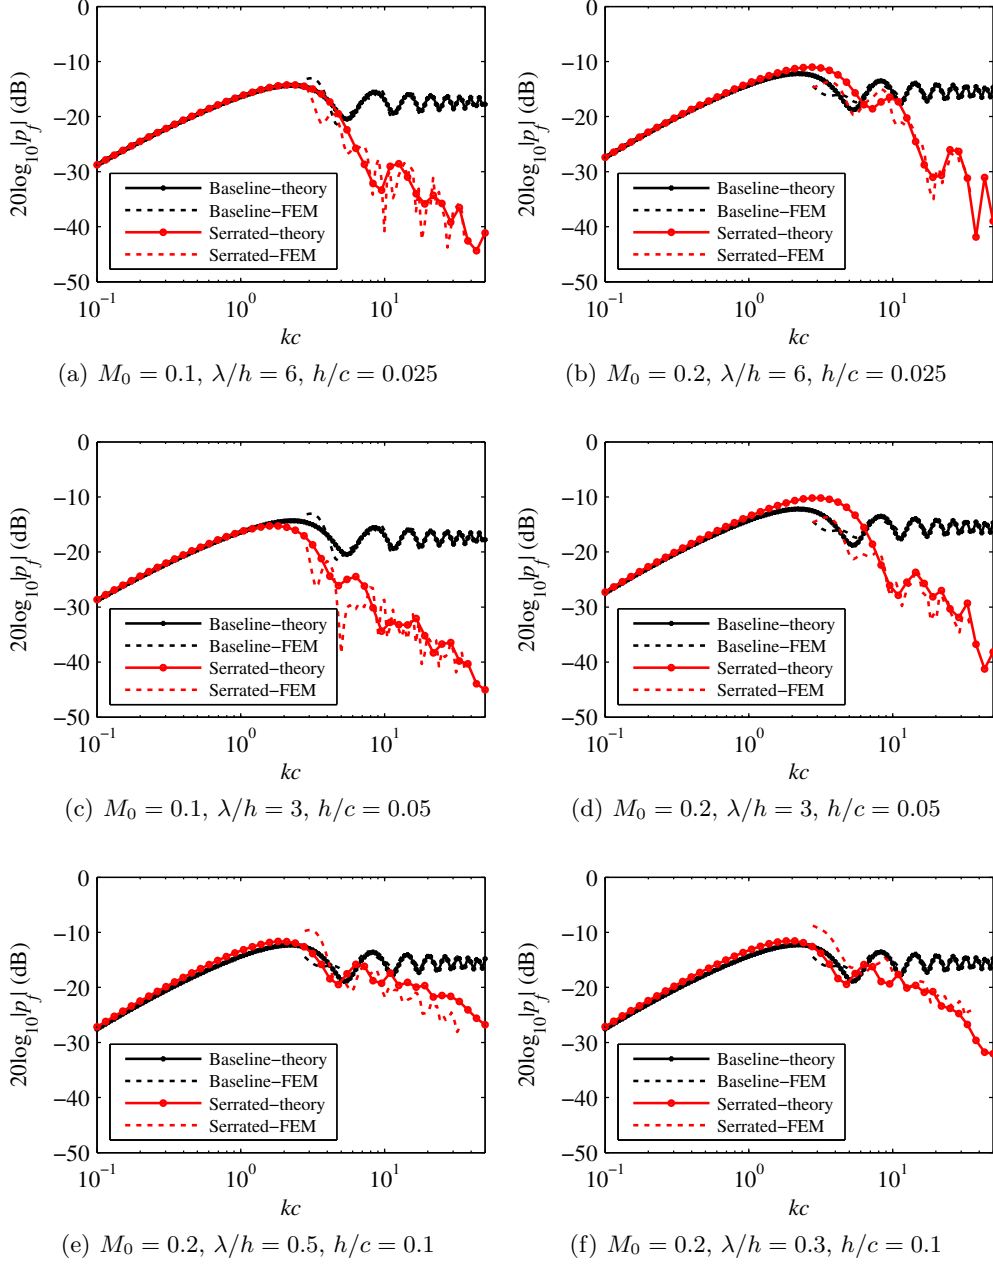 0
−10
−20
−30
−40
−50
20log₁₀|p_f| (dB)
Baseline−theory
Baseline−FEM
Serrated−theory
Serrated−FEM
10⁻¹
10⁰
10¹
kc
(a) M₀ = 0.1, λ/h = 6, h/c = 0.025
0
−10
−20
−30
−40
−50
20log₁₀|p_f| (dB)
Baseline−theory
Baseline−FEM
Serrated−theory
Serrated−FEM
10⁻¹
10⁰
10¹
kc
(b) M₀ = 0.2, λ/h = 6, h/c = 0.025
0
−10
−20
−30
−40
−50
20log₁₀|p_f| (dB)
Baseline−theory
Baseline−FEM
Serrated−theory
Serrated−FEM
10⁻¹
10⁰
10¹
kc
(c) M₀ = 0.1, λ/h = 3, h/c = 0.05
0
−10
−20
−30
−40
−50
20log₁₀|p_f| (dB)
Baseline−theory
Baseline−FEM
Serrated−theory
Serrated−FEM
10⁻¹
10⁰
10¹
kc
(d) M₀ = 0.2, λ/h = 3, h/c = 0.05
0
−10
−20
−30
−40
−50
20log₁₀|p_f| (dB)
Baseline−theory
Baseline−FEM
Serrated−theory
Serrated−FEM
10⁻¹
10⁰
10¹
kc
(e) M₀ = 0.2, λ/h = 0.5, h/c = 0.1
0
−10
−20
−30
−40
−50
20log₁₀|p_f| (dB)
Baseline−theory
Baseline−FEM
Serrated−theory
Serrated−FEM
10⁻¹
10⁰
10¹
kc
(f) M₀ = 0.2, λ/h = 0.3, h/c = 0.1